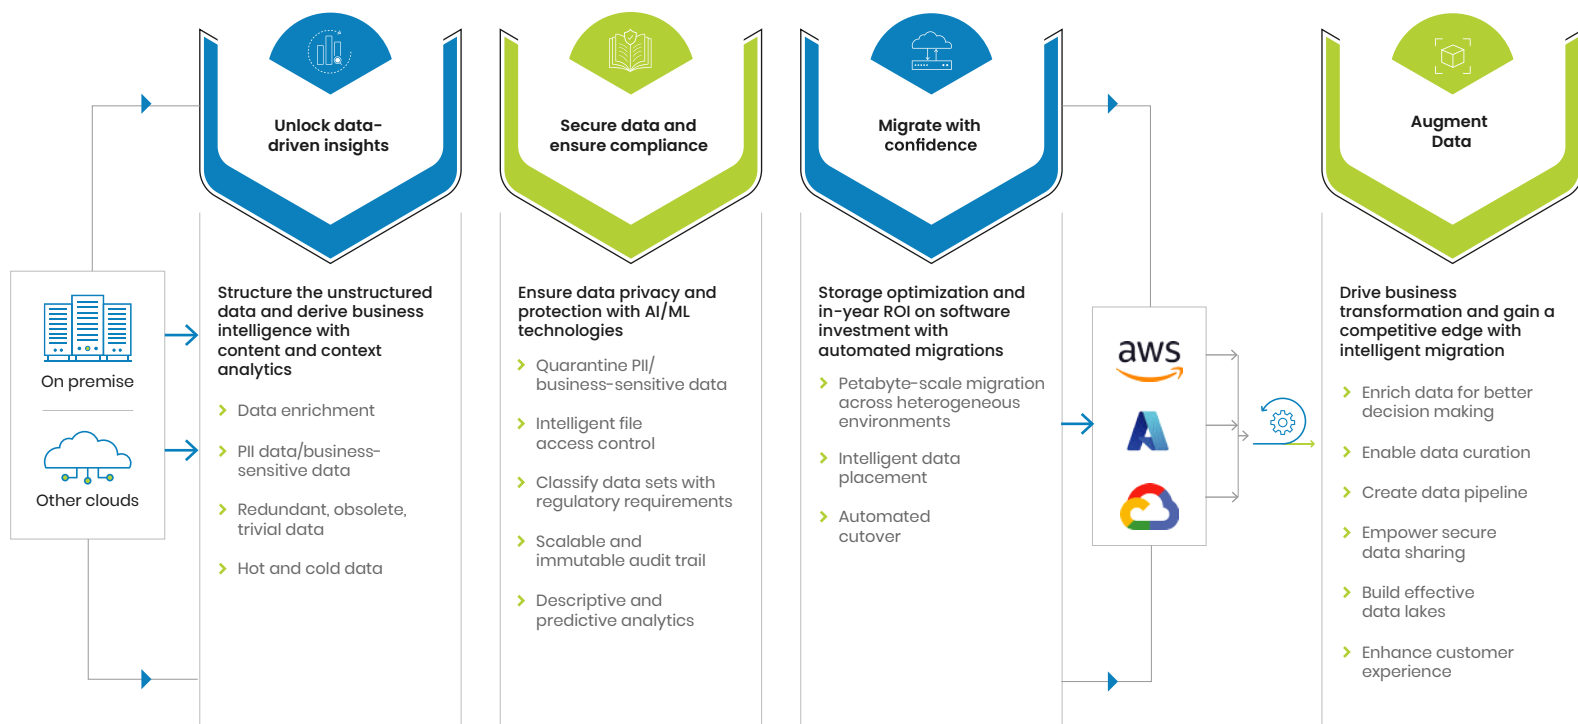 Unlock data-
driven insights
Secure data and
ensure compliance
Migrate with
confidence
Augment
Data
On premise
Other clouds
Structure the unstructured
data and derive business
intelligence with
content and context
analytics
Data enrichment
PII data/business-
sensitive data
Redundant, obsolete,
trivial data
Hot and cold data
Ensure data privacy and
protection with AI/ML
technologies
Quarantine PII/
business-sensitive data
Intelligent file
access control
Classify data sets with
regulatory requirements
Scalable and
immutable audit trail
Descriptive and
predictive analytics
Storage optimization and
in-year ROI on software
investment with
automated migrations
Petabyte-scale migration
across heterogeneous
environments
Intelligent data
placement
Automated
cutover
aws
Drive business
transformation and gain a
competitive edge with
intelligent migration
Enrich data for better
decision making
Enable data curation
Create data pipeline
Empower secure
data sharing
Build effective
data lakes
Enhance customer
experience